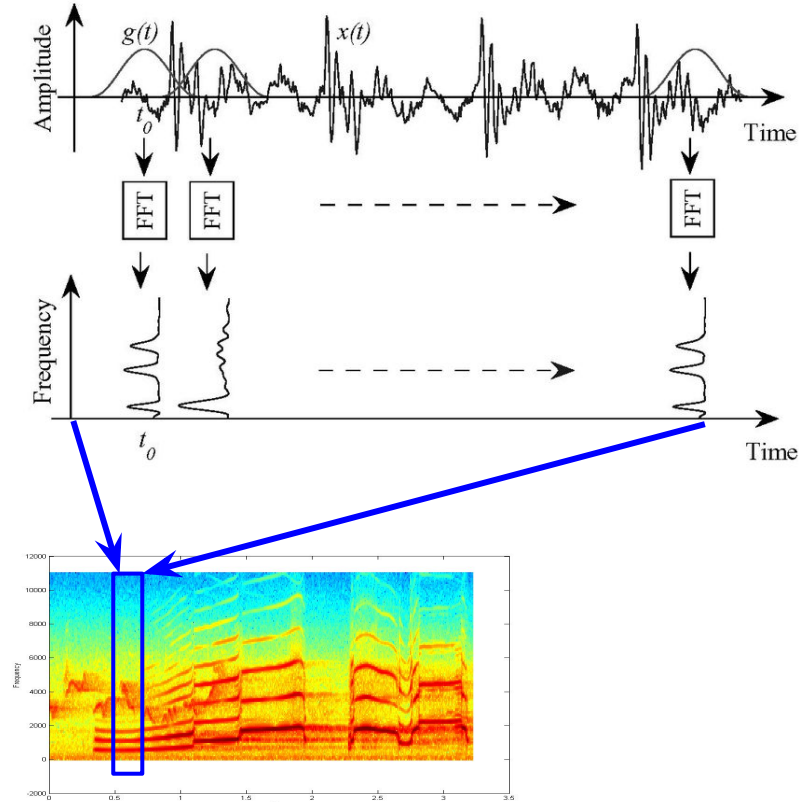 g(t)
x(t)
Amplitude
t0
Time
FFT
FFT
FFT
Frequency
t0
Time
12000
10000
8000
6000
4000
2000
0
-2000
Frequency
0
0.5
1
1.5
2
2.5
3
3.5